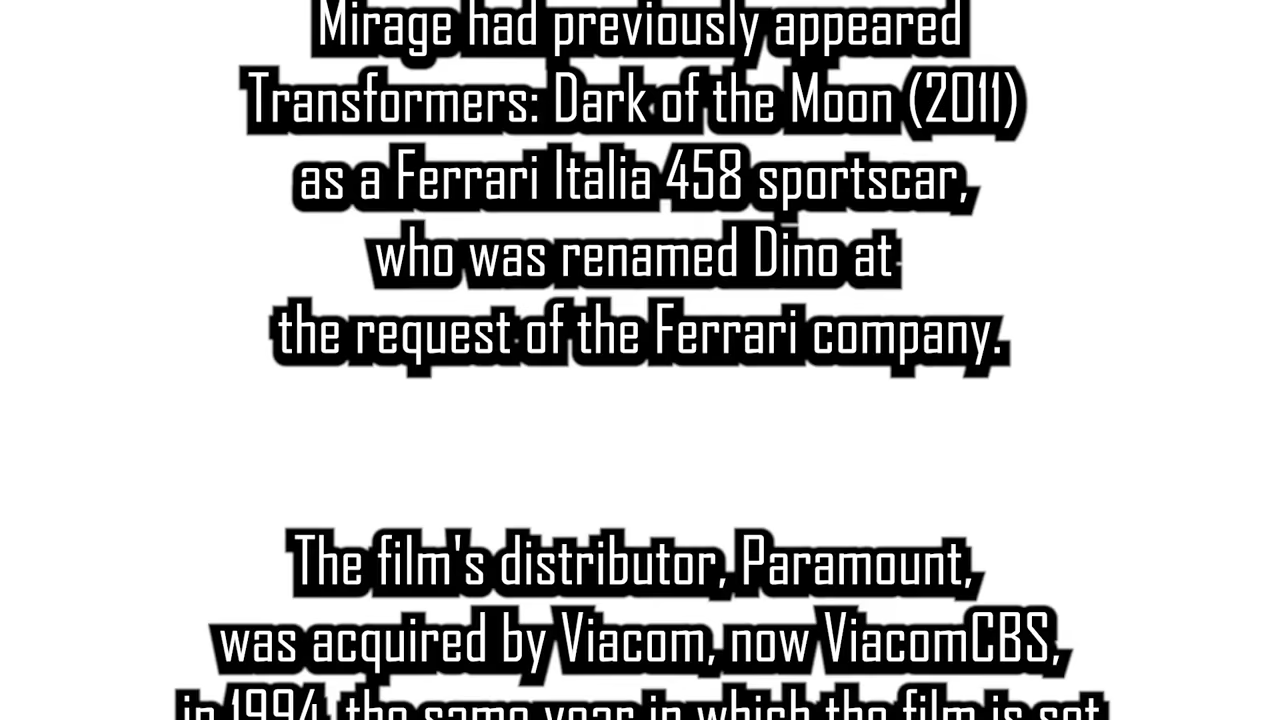 Mirage had previously appeared
Transformers: Dark of the Moon (2011)
as a Ferrari Italia 458 sportscar,
who was renamed Dino at
the request of the Ferrari company.
The film's distributor, Paramount,
was acquired by Viacom, now ViacomCBS,
in 1994, the same year in which the film is set